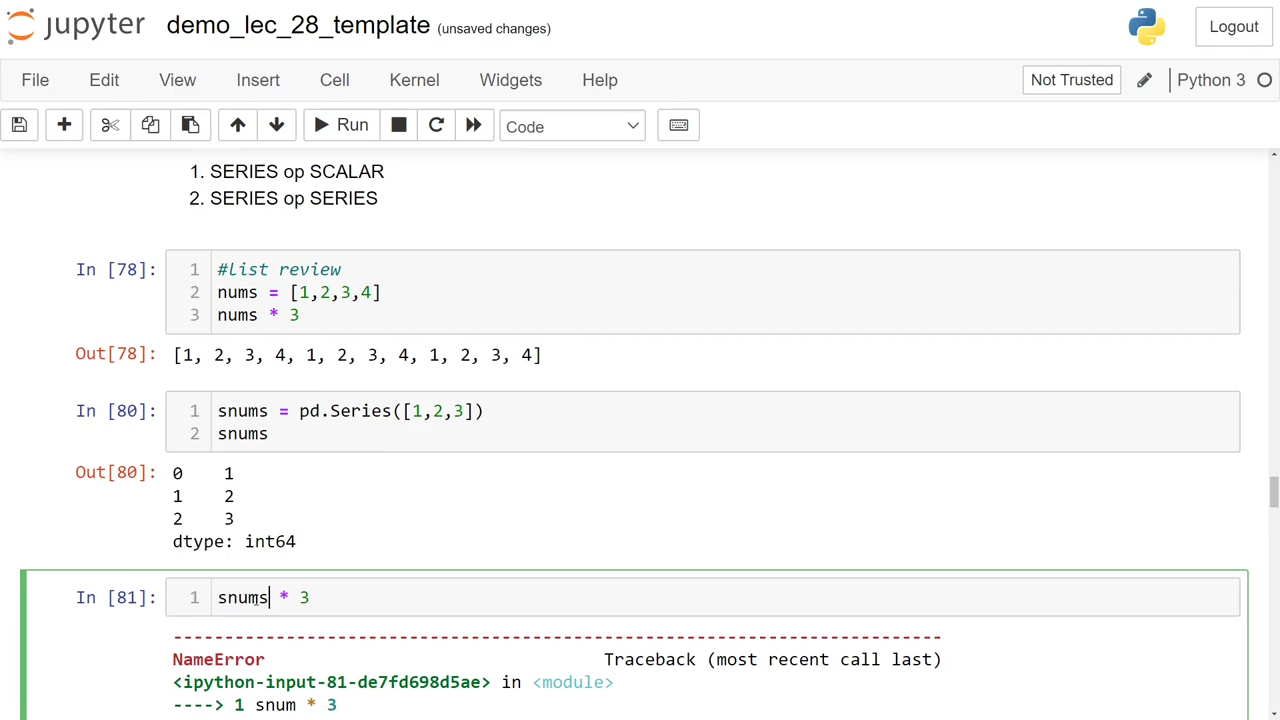 jupyter demo_lec_28_template (unsaved changes) Logout
File Edit View Insert Cell Kernel Widgets Help Not Trusted Python 3
Run Code
1. SERIES op SCALAR
2. SERIES op SERIES
In [78]: 1 #list review
2 nums = [1,2,3,4]
3 nums * 3
Out[78]: [1, 2, 3, 4, 1, 2, 3, 4, 1, 2, 3, 4]
In [80]: 1 snums = pd.Series([1,2,3])
2 snums
Out[80]: 0 1
1 2
2 3
dtype: int64
In [81]: 1 snums * 3
---------------------------------------------------------------------------
NameError Traceback (most recent call last)
<ipython-input-81-de7fd698d5ae> in <module>
----> 1 snum * 3